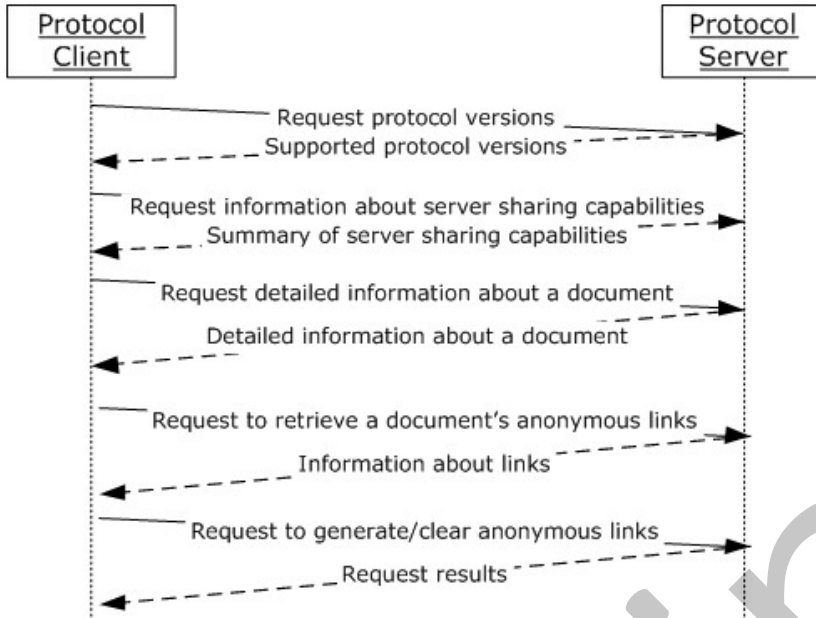 Protocol
Client
Protocol
Server
Request protocol versions
Supported protocol versions
Request information about server sharing capabilities
Summary of server sharing capabilities
Request detailed information about a document
Detailed information about a document
Request to retrieve a document’s anonymous links
Information about links
Request to generate/clear anonymous links
Request results